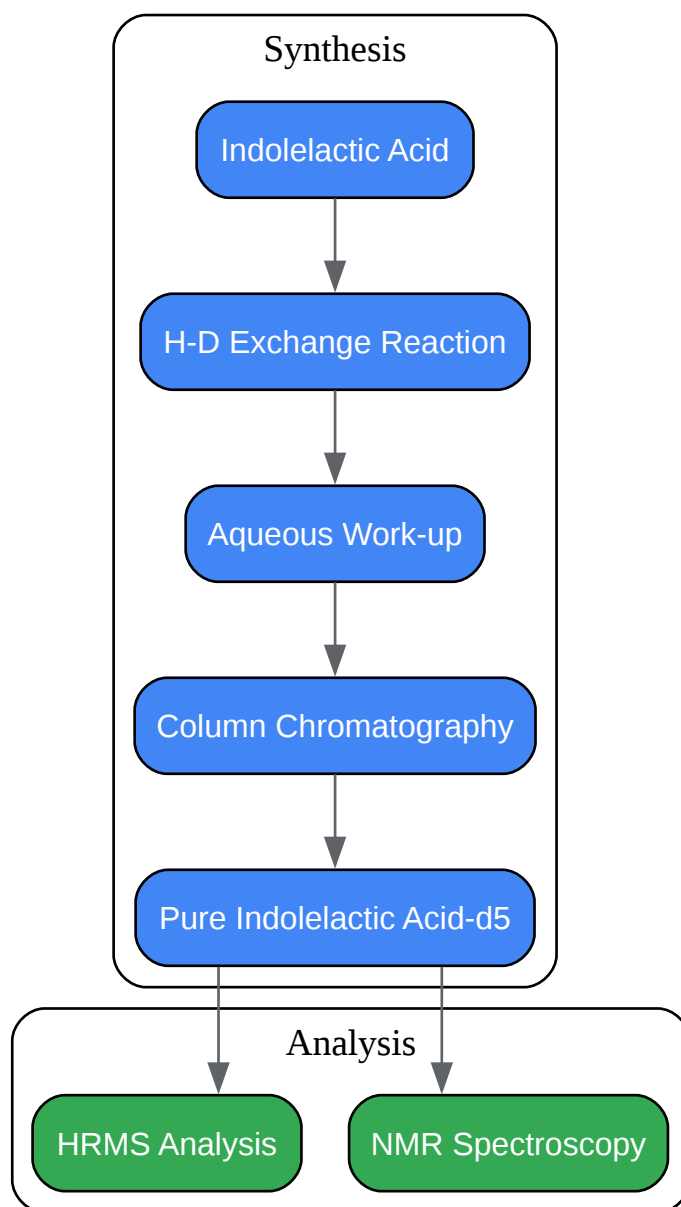 Synthesis
Indolelactic Acid
H-D Exchange Reaction
Aqueous Work-up
Column Chromatography
Pure Indolelactic Acid-d5
Analysis
HRMS Analysis
NMR Spectroscopy